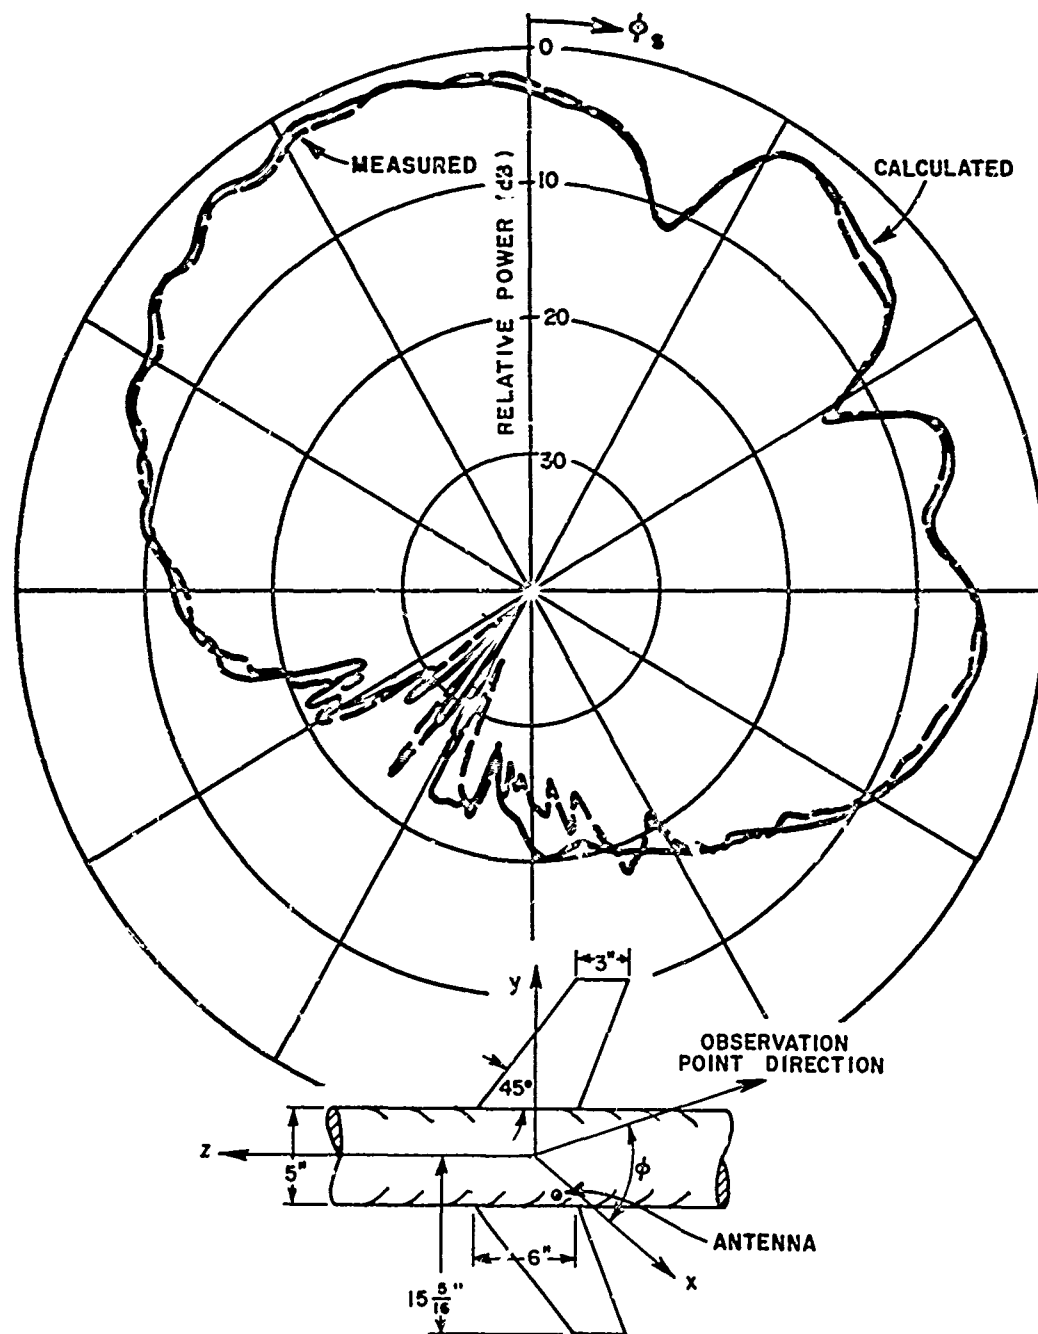 ϕs
0
MEASURED
CALCULATED
RELATIVE POWER (dB)
10
20
30
3"
y
OBSERVATION
POINT DIRECTION
45°
z
5"
ϕ
6"
ANTENNA
x
15 5/16"